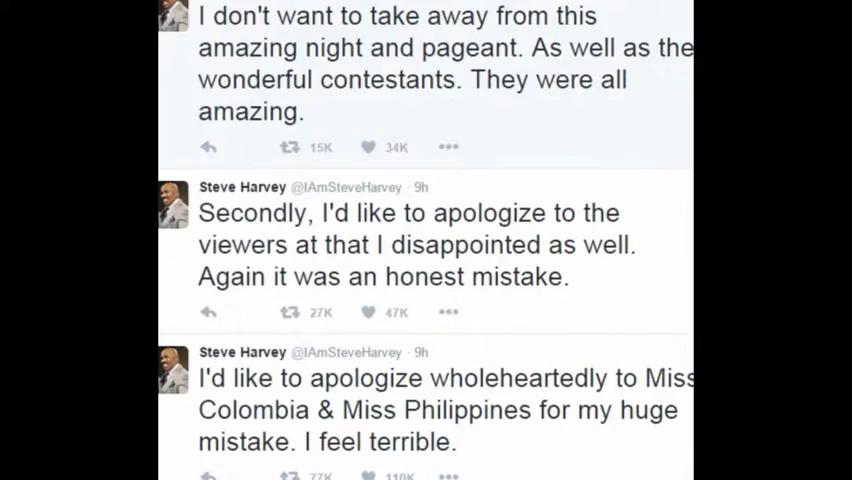 I don't want to take away from this
amazing night and pageant. As well as the
wonderful contestants. They were all
amazing.
15K 34K
Steve Harvey @IAmSteveHarvey · 9h
Secondly, I'd like to apologize to the
viewers at that I disappointed as well.
Again it was an honest mistake.
27K 47K
Steve Harvey @IAmSteveHarvey · 9h
I'd like to apologize wholeheartedly to Miss
Colombia & Miss Philippines for my huge
mistake. I feel terrible.
77K 110K